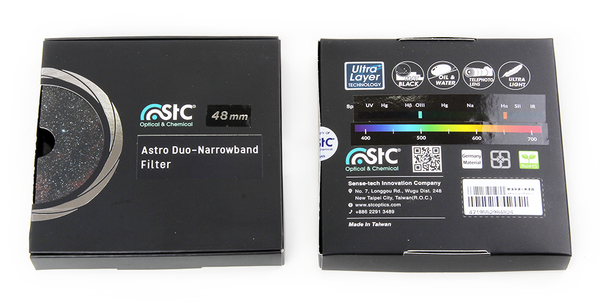 STC
Optical & Chemical
48mm
Astro Duo-Narrowband
Filter
Ultra
Layer
TECHNOLOGY
BLACK
OIL &
WATER
TELEPHOTO
LENS
ULTRA
LIGHT
UV Hg Hβ OIII Hg Na Hα SII IR
400 500 600 700
STC
Optical & Chemical
Germany
Material
Sense-tech Innovation Company
No. 7, Longgou Rd., Wugu Dist. 248
New Taipei City, Taiwan(R.O.C.)
www.stcoptics.com
+886 2291 3489
Made In Taiwan